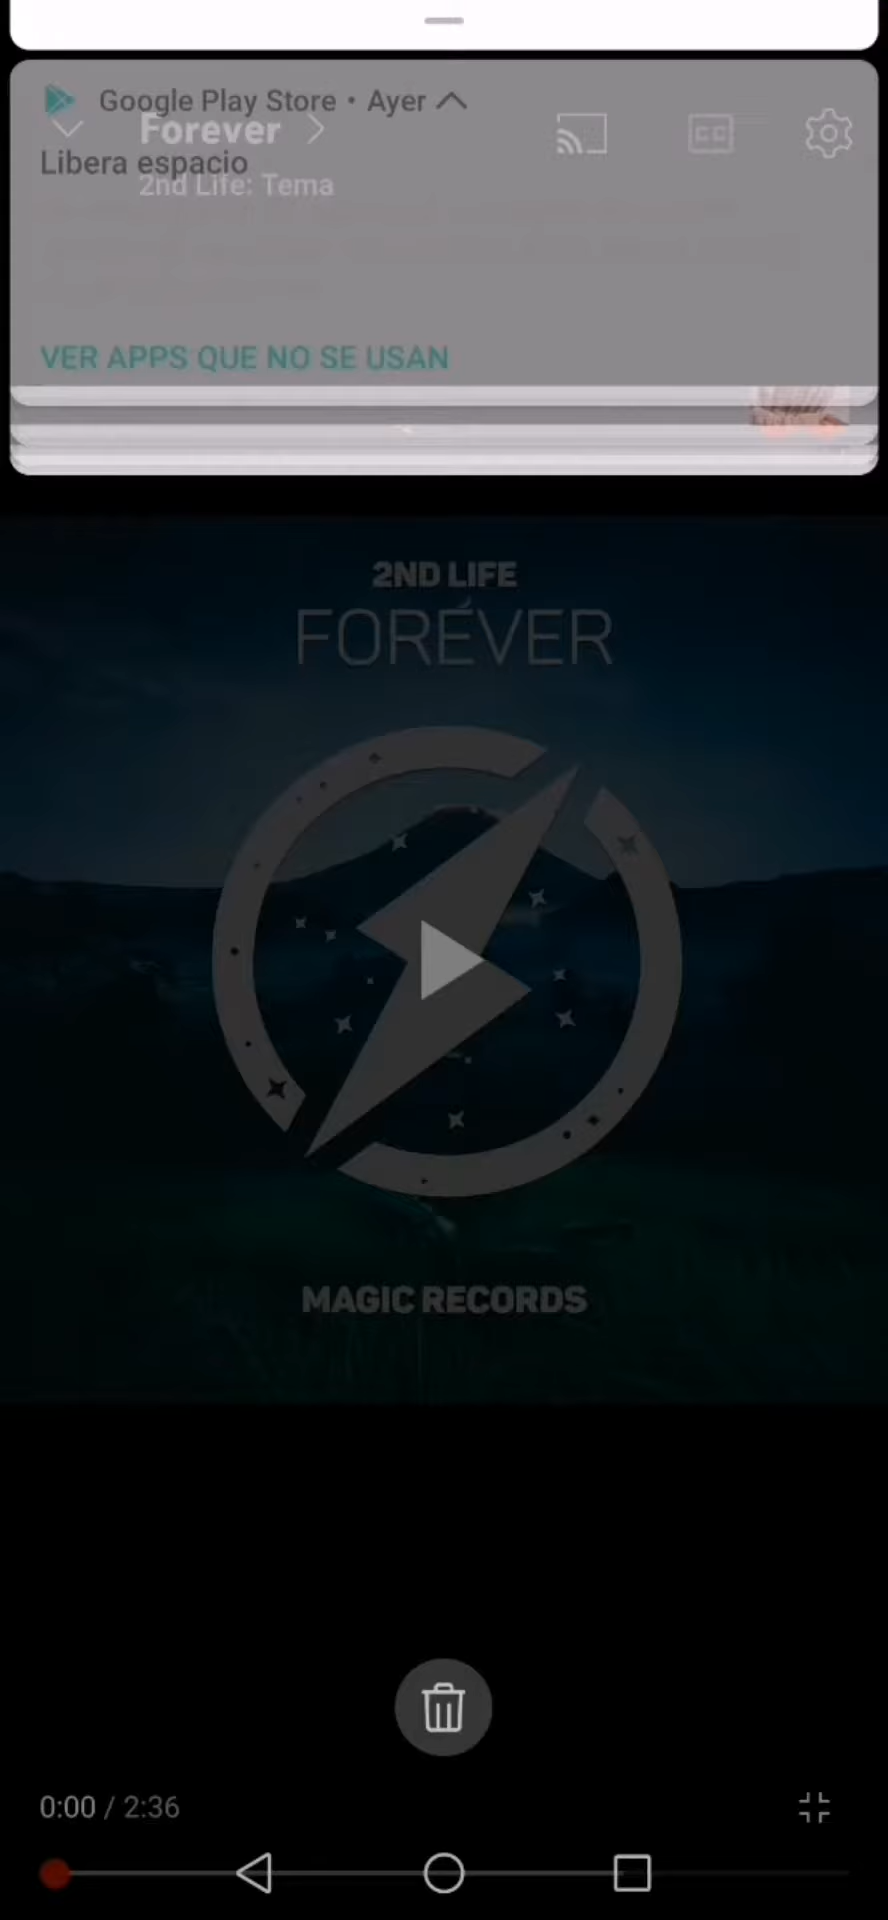 Google Play Store • Ayer
Forever
Libera espacio
2nd Life: Tema
CC
VER APPS QUE NO SE USAN
2ND LIFE
FORÉVER
MAGIC RECORDS
0:00 / 2:36